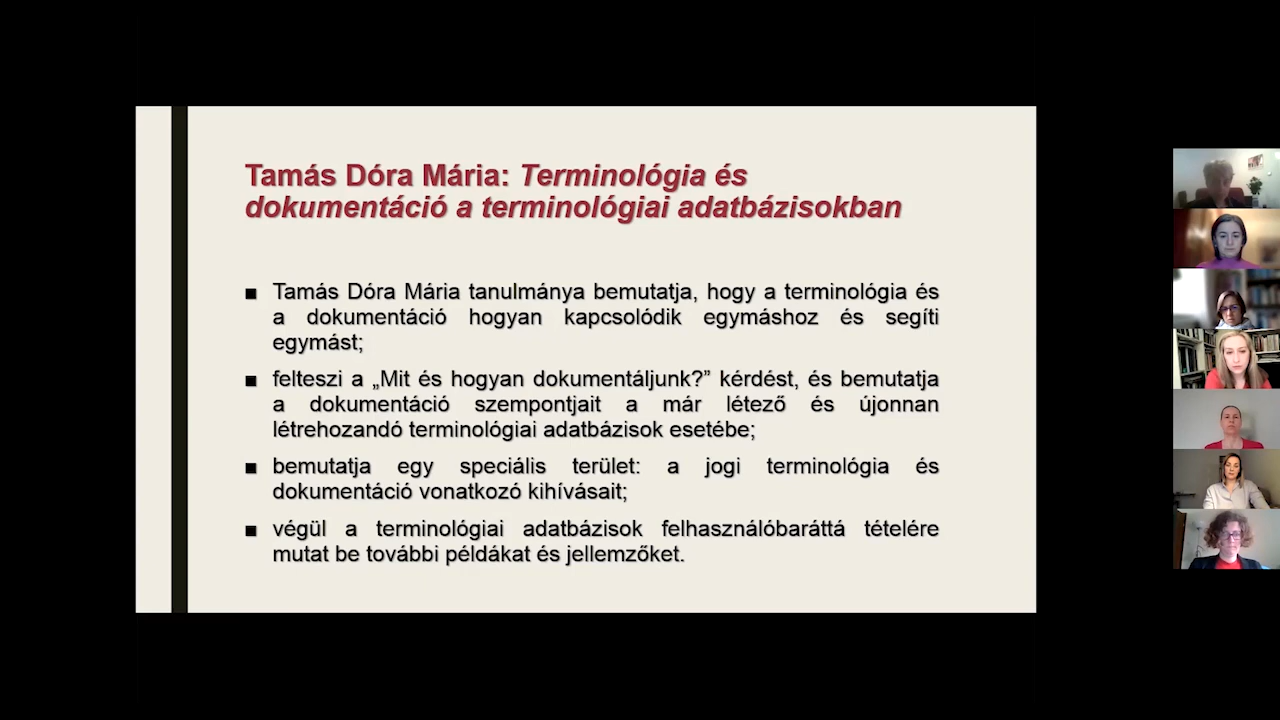 Tamás Dóra Mária: Terminológia és
dokumentáció a terminológiai adatbázisokban
■ Tamás Dóra Mária tanulmánya bemutatja, hogy a terminológia és
a dokumentáció hogyan kapcsolódik egymáshoz és segíti
egymást;
■ felteszi a „Mit és hogyan dokumentáljunk?” kérdést, és bemutatja
a dokumentáció szempontjait a már létező és újonnan
létrehozandó terminológiai adatbázisok esetébe;
■ bemutatja egy speciális terület: a jogi terminológia és
dokumentáció vonatkozó kihívásait;
■ végül a terminológiai adatbázisok felhasználóbaráttá tételére
mutat be további példákat és jellemzőket.